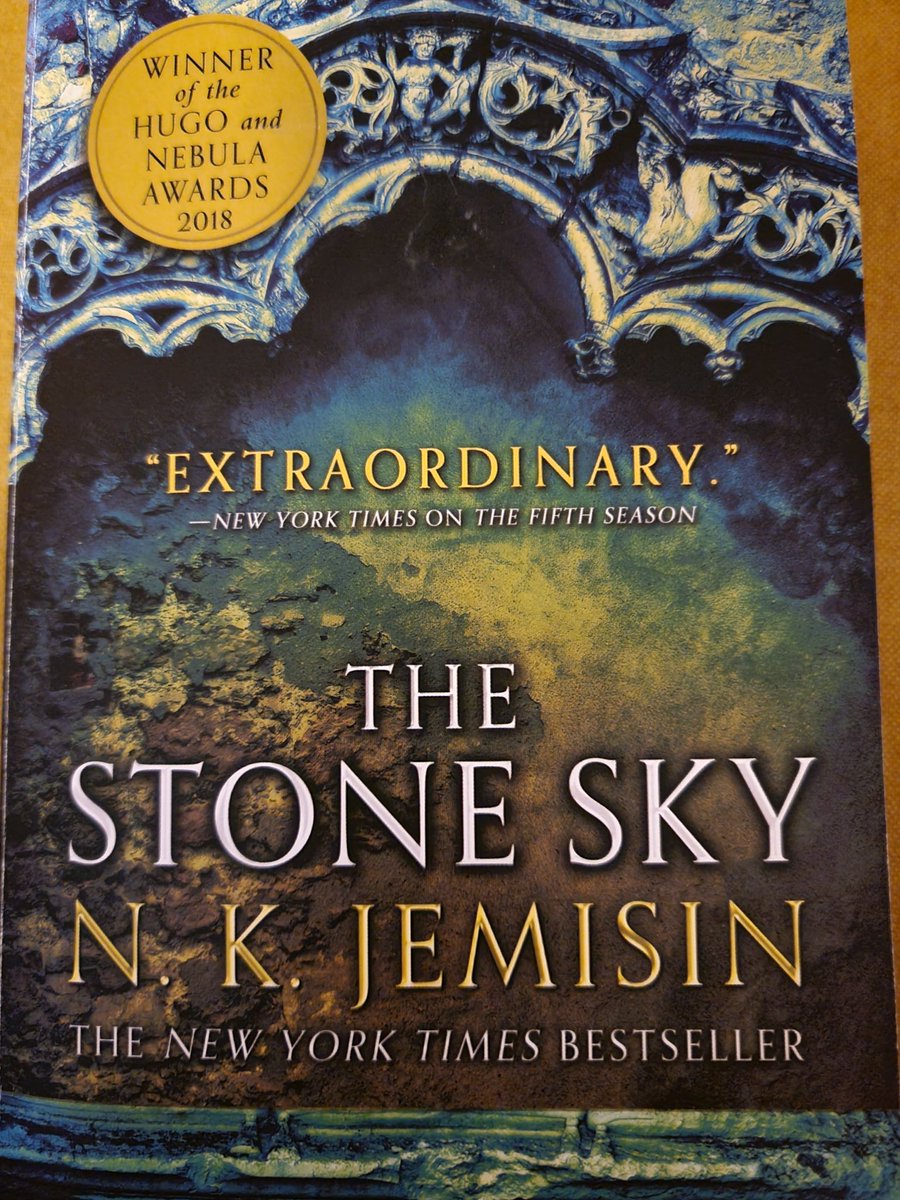 WINNER
of the
HUGO and
NEBULA
AWARDS
2018
“EXTRAORDINARY.”
—NEW YORK TIMES ON THE FIFTH SEASON
THE
STONE SKY
N. K. JEMISIN
THE NEW YORK TIMES BESTSELLER